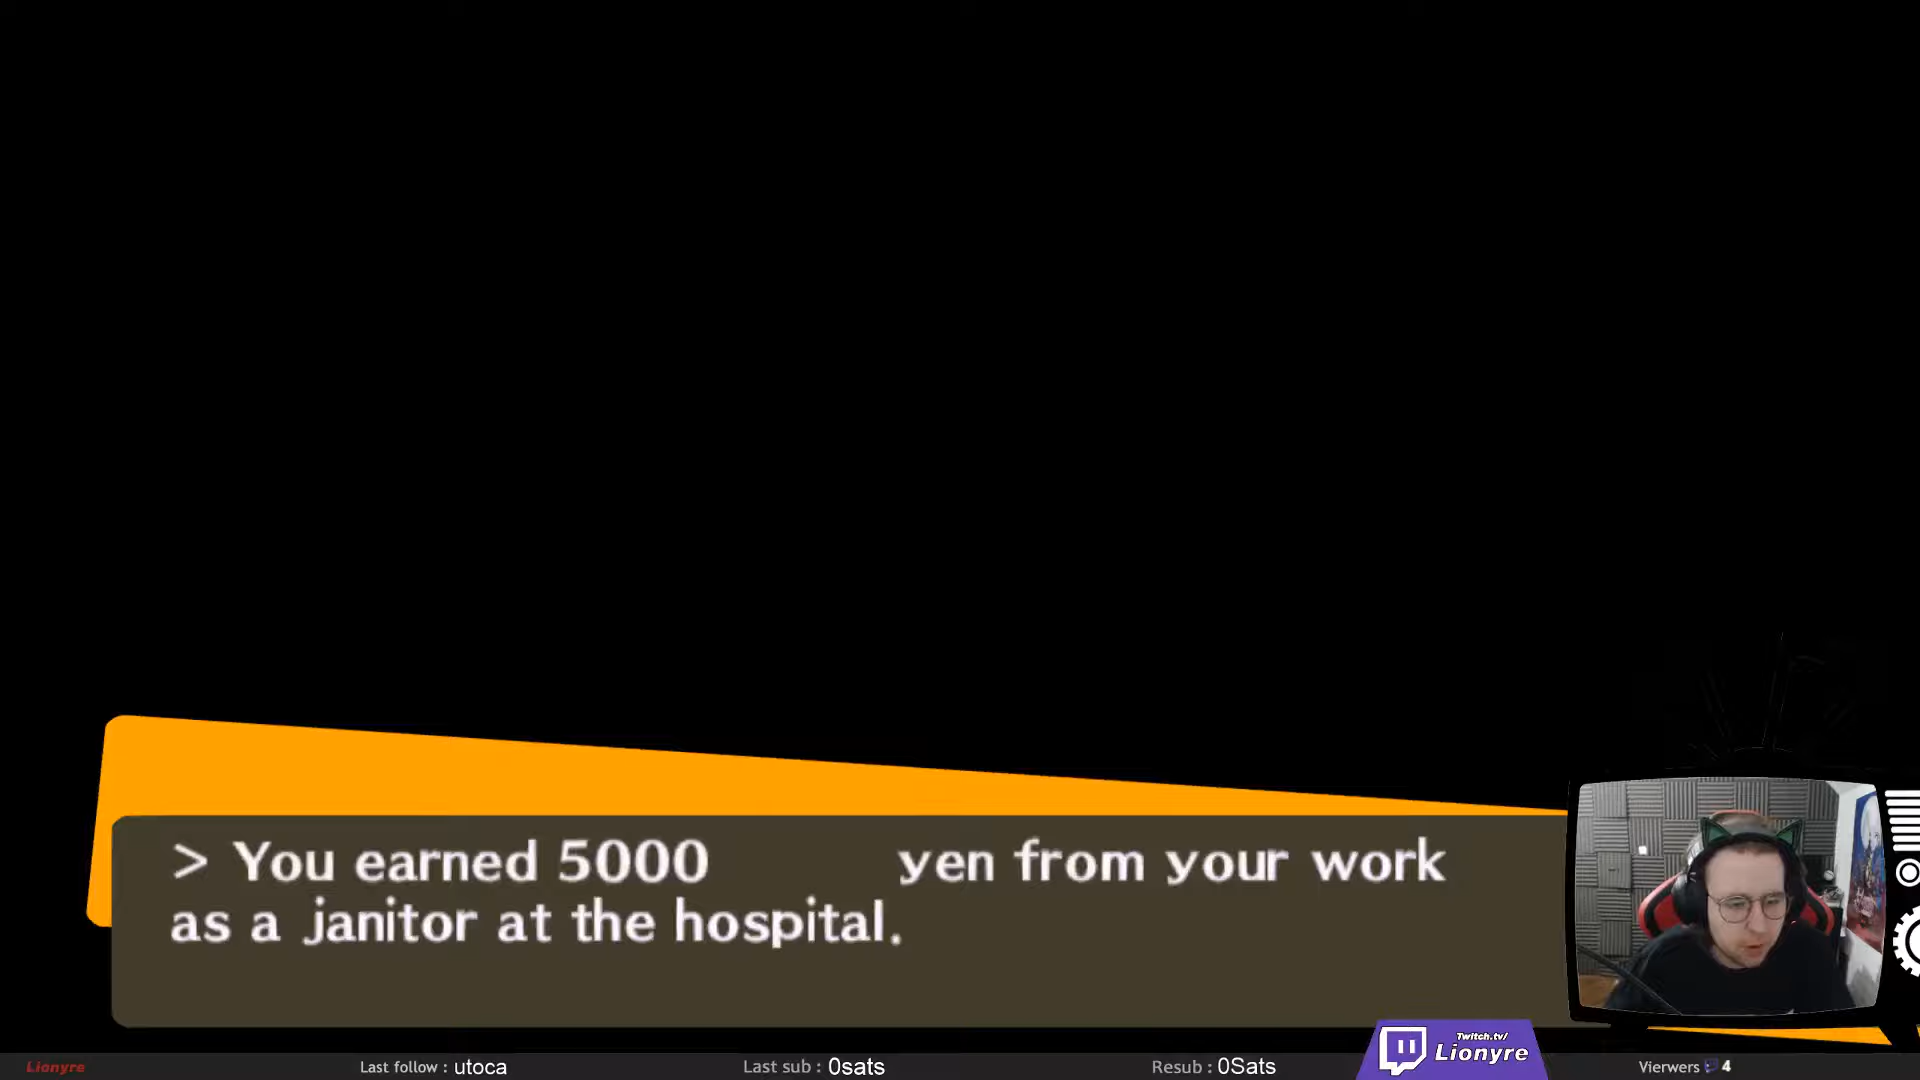 > You earned 5000 yen from your work
as a janitor at the hospital.
Twitch.tv/
Lionyre
Lionyre
Last follow : utoca
Last sub : 0sats
Resub : 0Sats
Vierwers 4